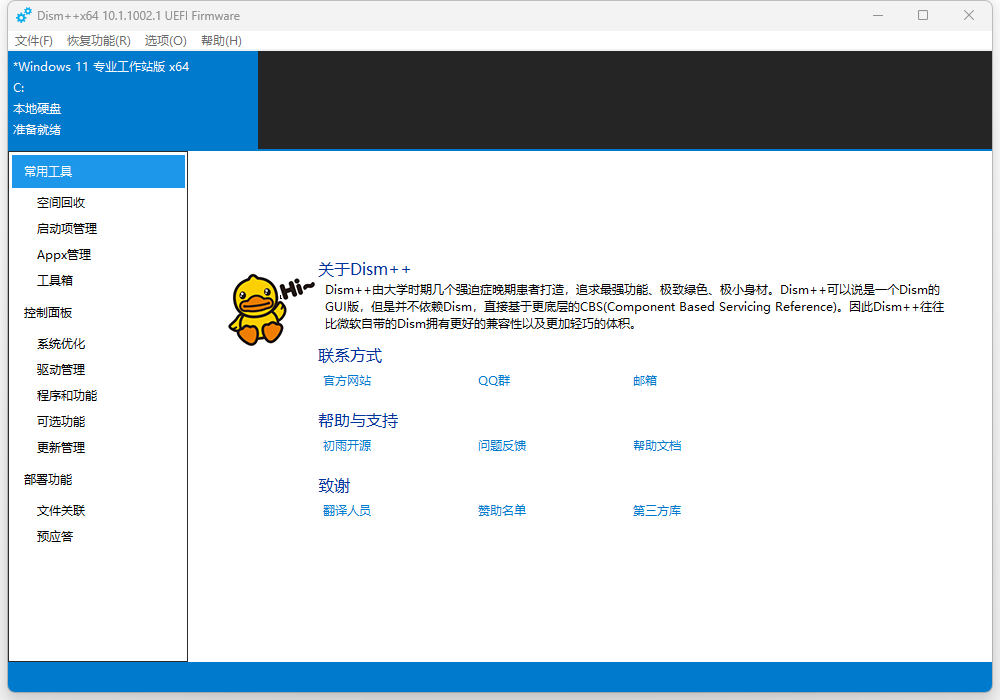 Dism++x64 10.1.1002.1 UEFI Firmware
文件(F) 恢复功能(R) 选项(O) 帮助(H)
*Windows 11 专业工作站版 x64
C:
本地硬盘
准备就绪
常用工具
空间回收
启动项管理
Appx管理
工具箱
控制面板
系统优化
驱动管理
程序和功能
可选功能
更新管理
部署功能
文件关联
预应答
Hi~
关于Dism++
Dism++由大学时期几个强迫症晚期患者打造，追求最强功能、极致绿色、极小身材。Dism++可以说是一个Dism的
GUI版，但是并不依赖Dism，直接基于更底层的CBS(Component Based Servicing Reference)。因此Dism++往往
比微软自带的Dism拥有更好的兼容性以及更加轻巧的体积。
联系方式
官方网站 QQ群 邮箱
帮助与支持
初雨开源 问题反馈 帮助文档
致谢
翻译人员 赞助名单 第三方库